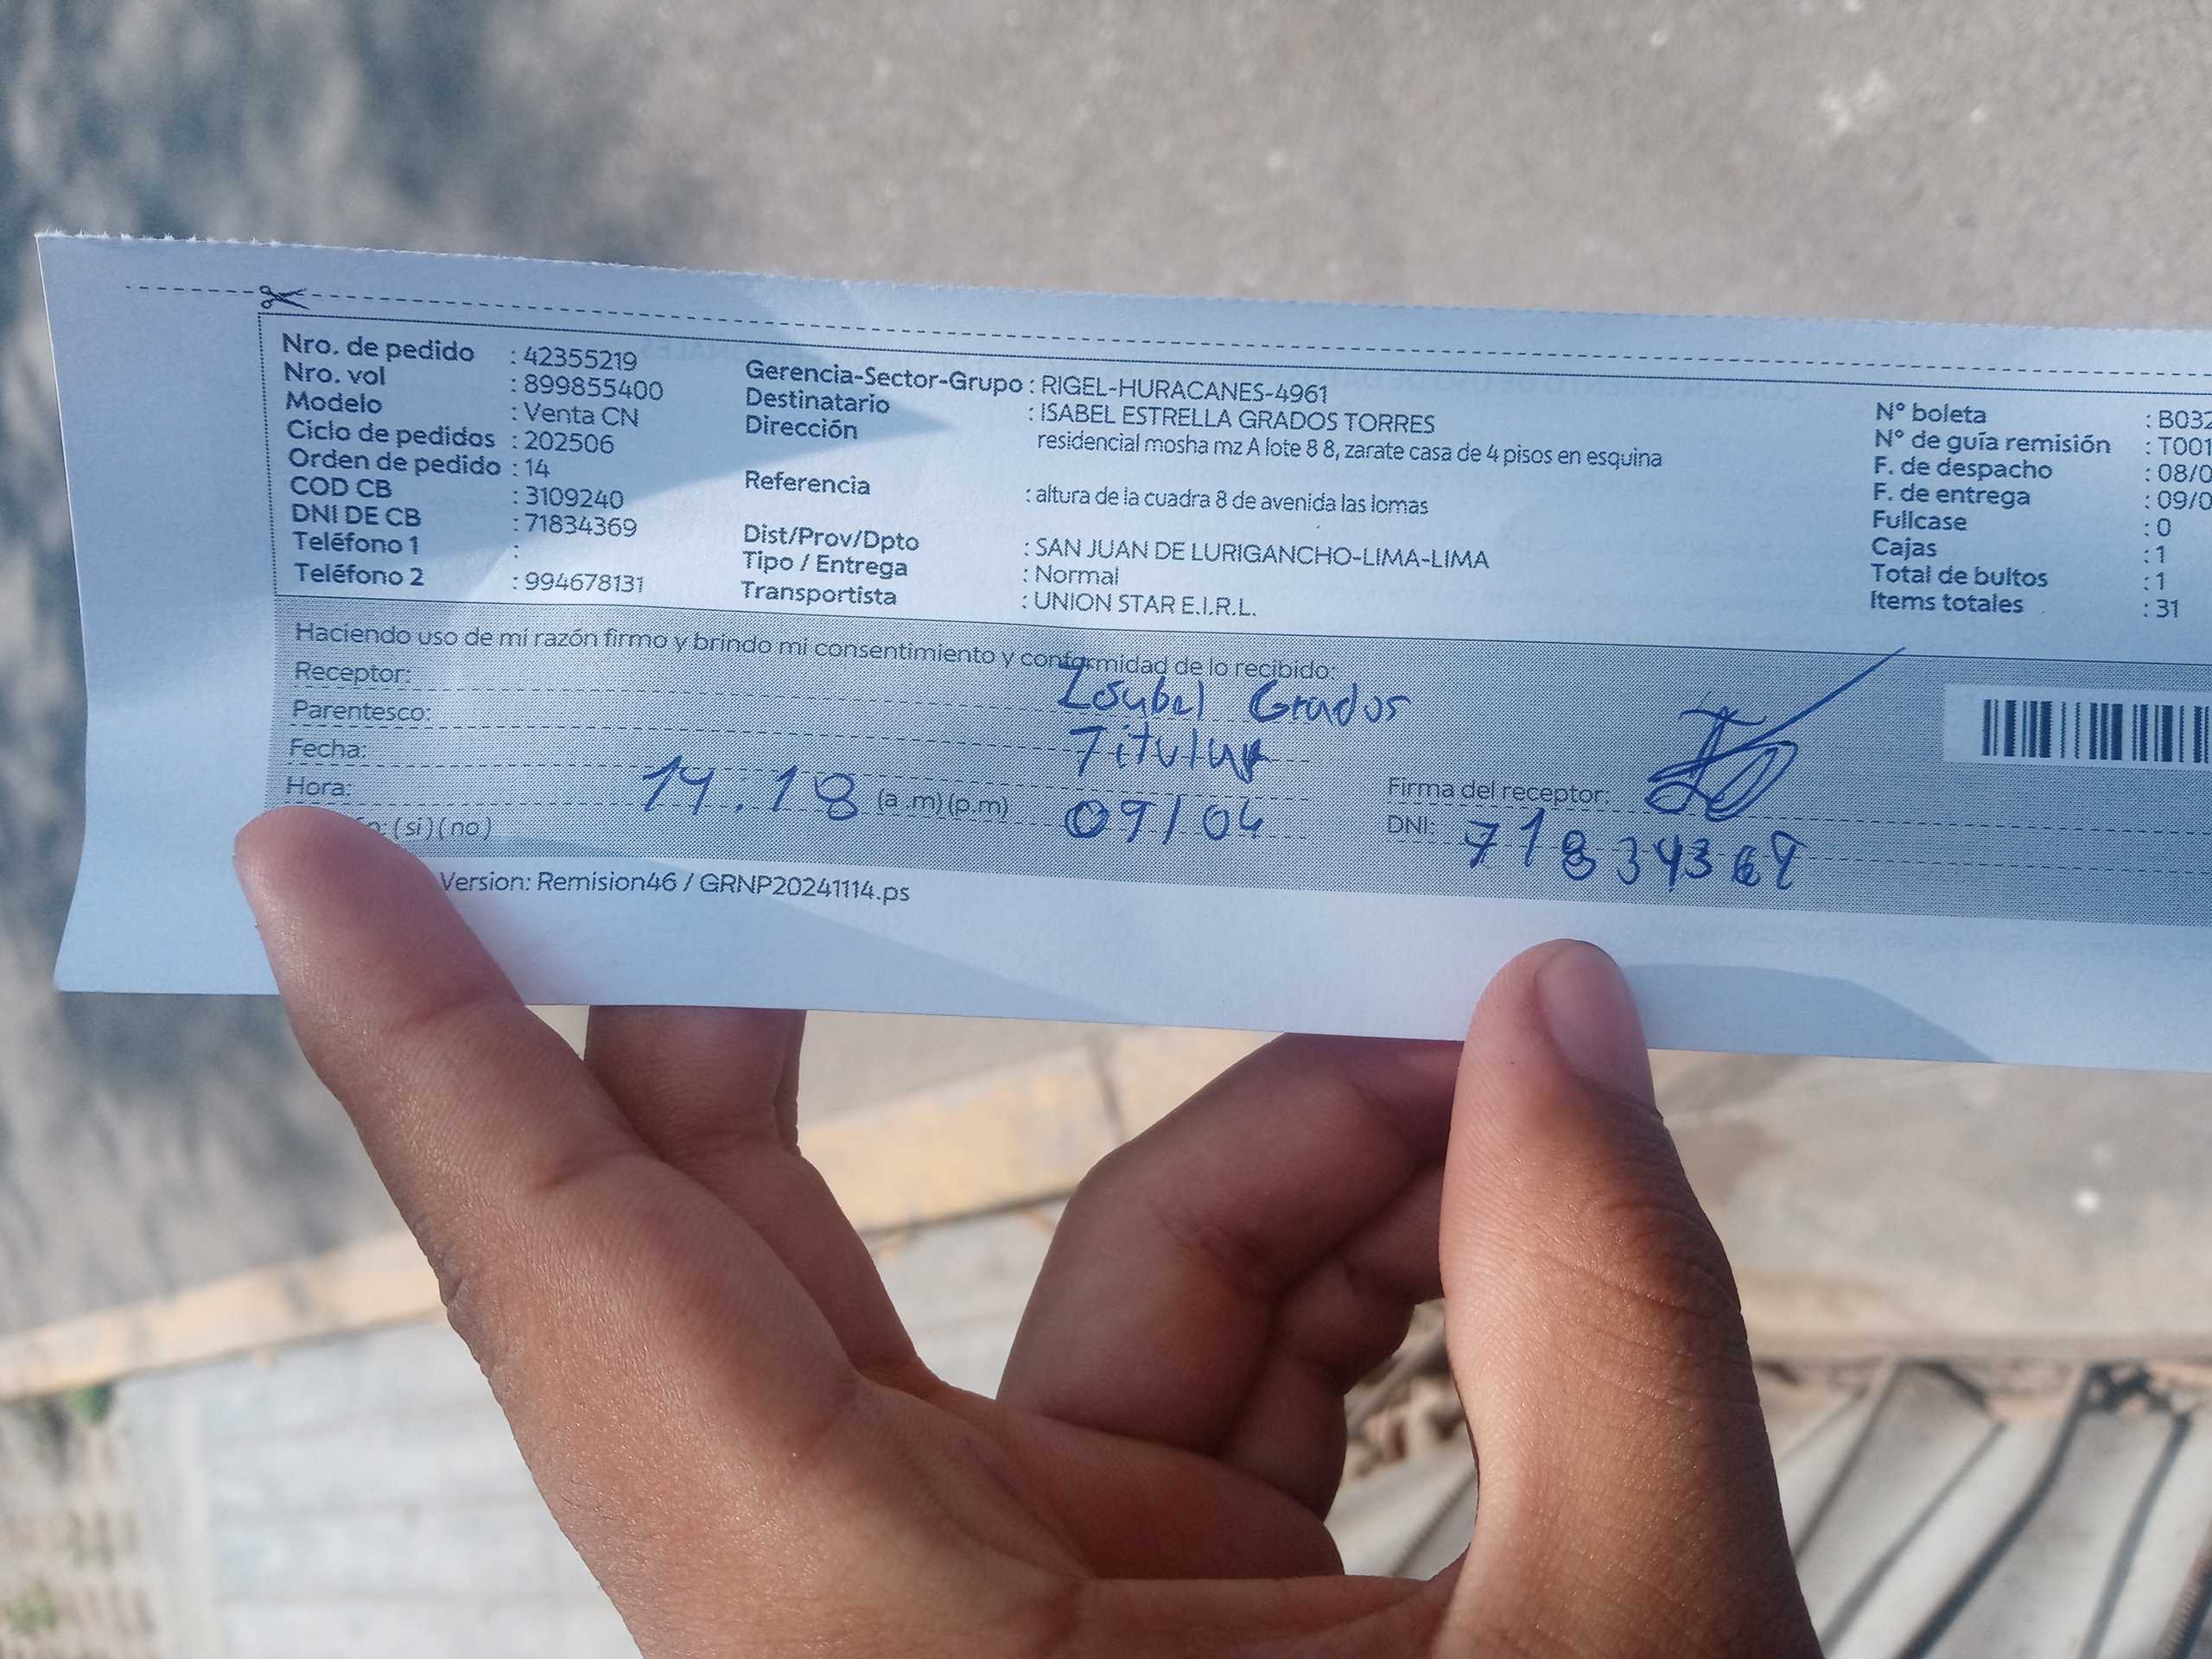 Nro. de pedido : 42355219
Nro. vol : 899855400
Modelo : Venta CN
Ciclo de pedidos : 202506
Orden de pedido : 14
COD CB : 3109240
DNI DE CB : 71834369
Teléfono 1 :
Teléfono 2 : 994678131
Gerencia-Sector-Grupo : RIGEL-HURACANES-4961
Destinatario : ISABEL ESTRELLA GRADOS TORRES
Dirección residencial mosha mz A lote 8 8, zarate casa de 4 pisos en esquina
Referencia : altura de la cuadra 8 de avenida las lomas
Dist/Prov/Dpto : SAN JUAN DE LURIGANCHO-LIMA-LIMA
Tipo / Entrega : Normal
Transportista : UNION STAR E.I.R.L.
N° boleta : B032
N° de guía remisión : T001
F. de despacho : 08/0
F. de entrega : 09/0
Fullcase : 0
Cajas : 1
Total de bultos : 1
Items totales : 31
Haciendo uso de mi razón firmo y brindo mi consentimiento y conformidad de lo recibido:
Receptor: Grados
Parentesco: Titular
Fecha: 09/04
Hora: 14:18 (a.m)(p.m)
(si)(no)
Firma del receptor:
DNI: 71834369
Version: Remision46 / GRNP20241114.ps